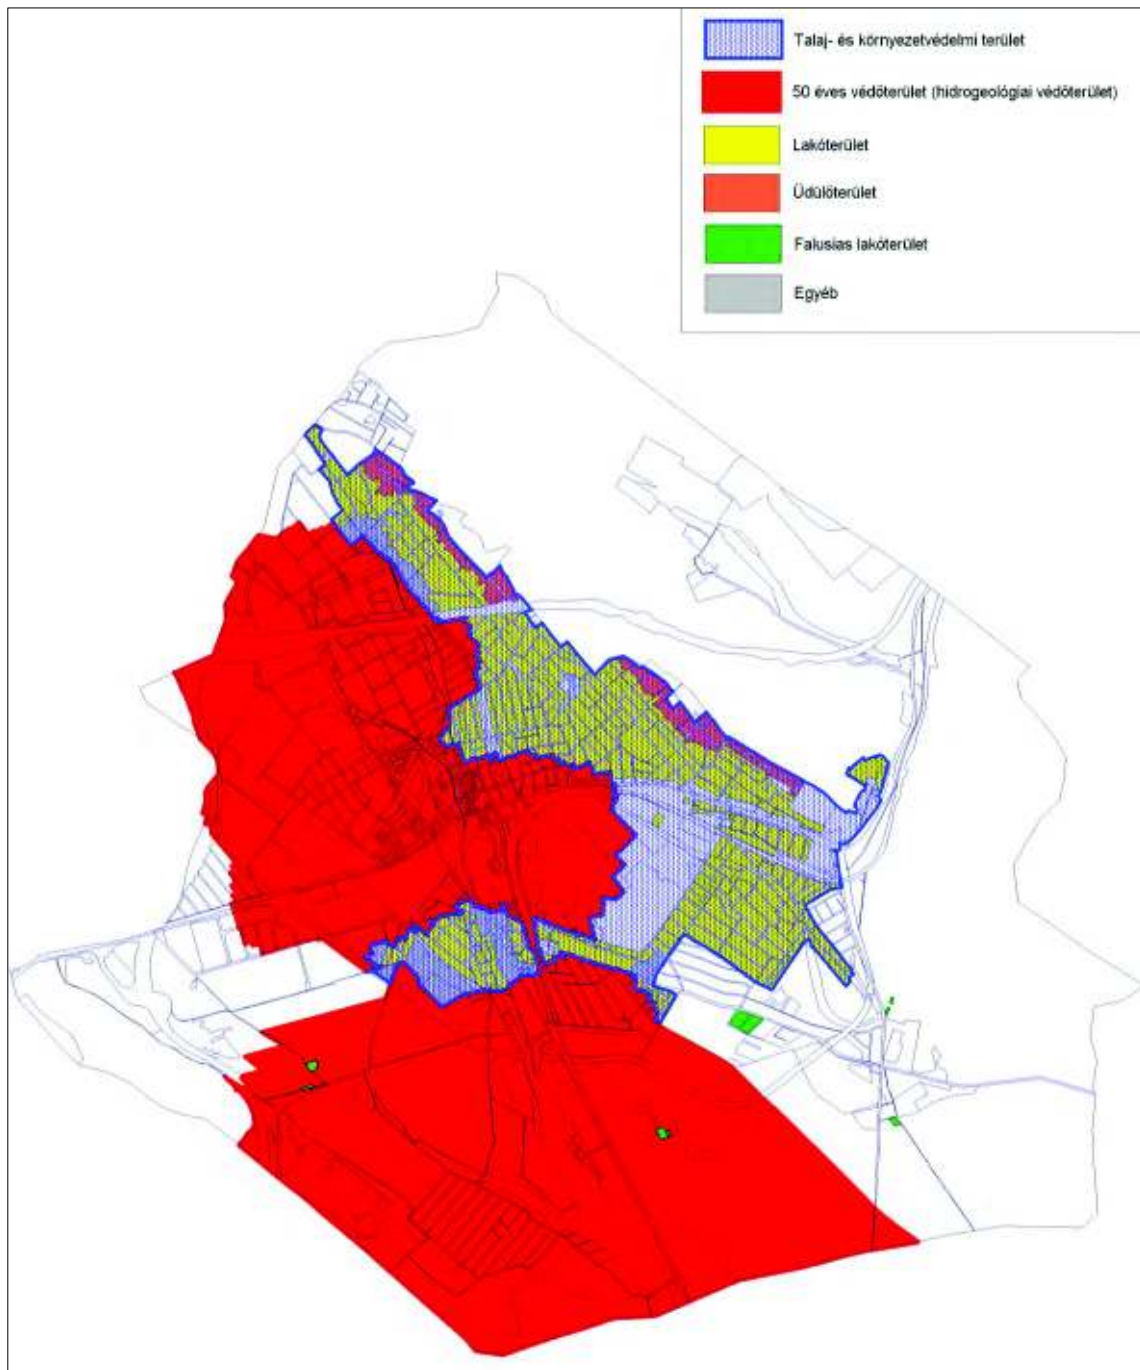 Talaj- és környezetvédelmi terület
50 éves védőterület (hidrogeológiai védőterület)
Lakóterület
Üdülőterület
Falusias lakóterület
Egyéb